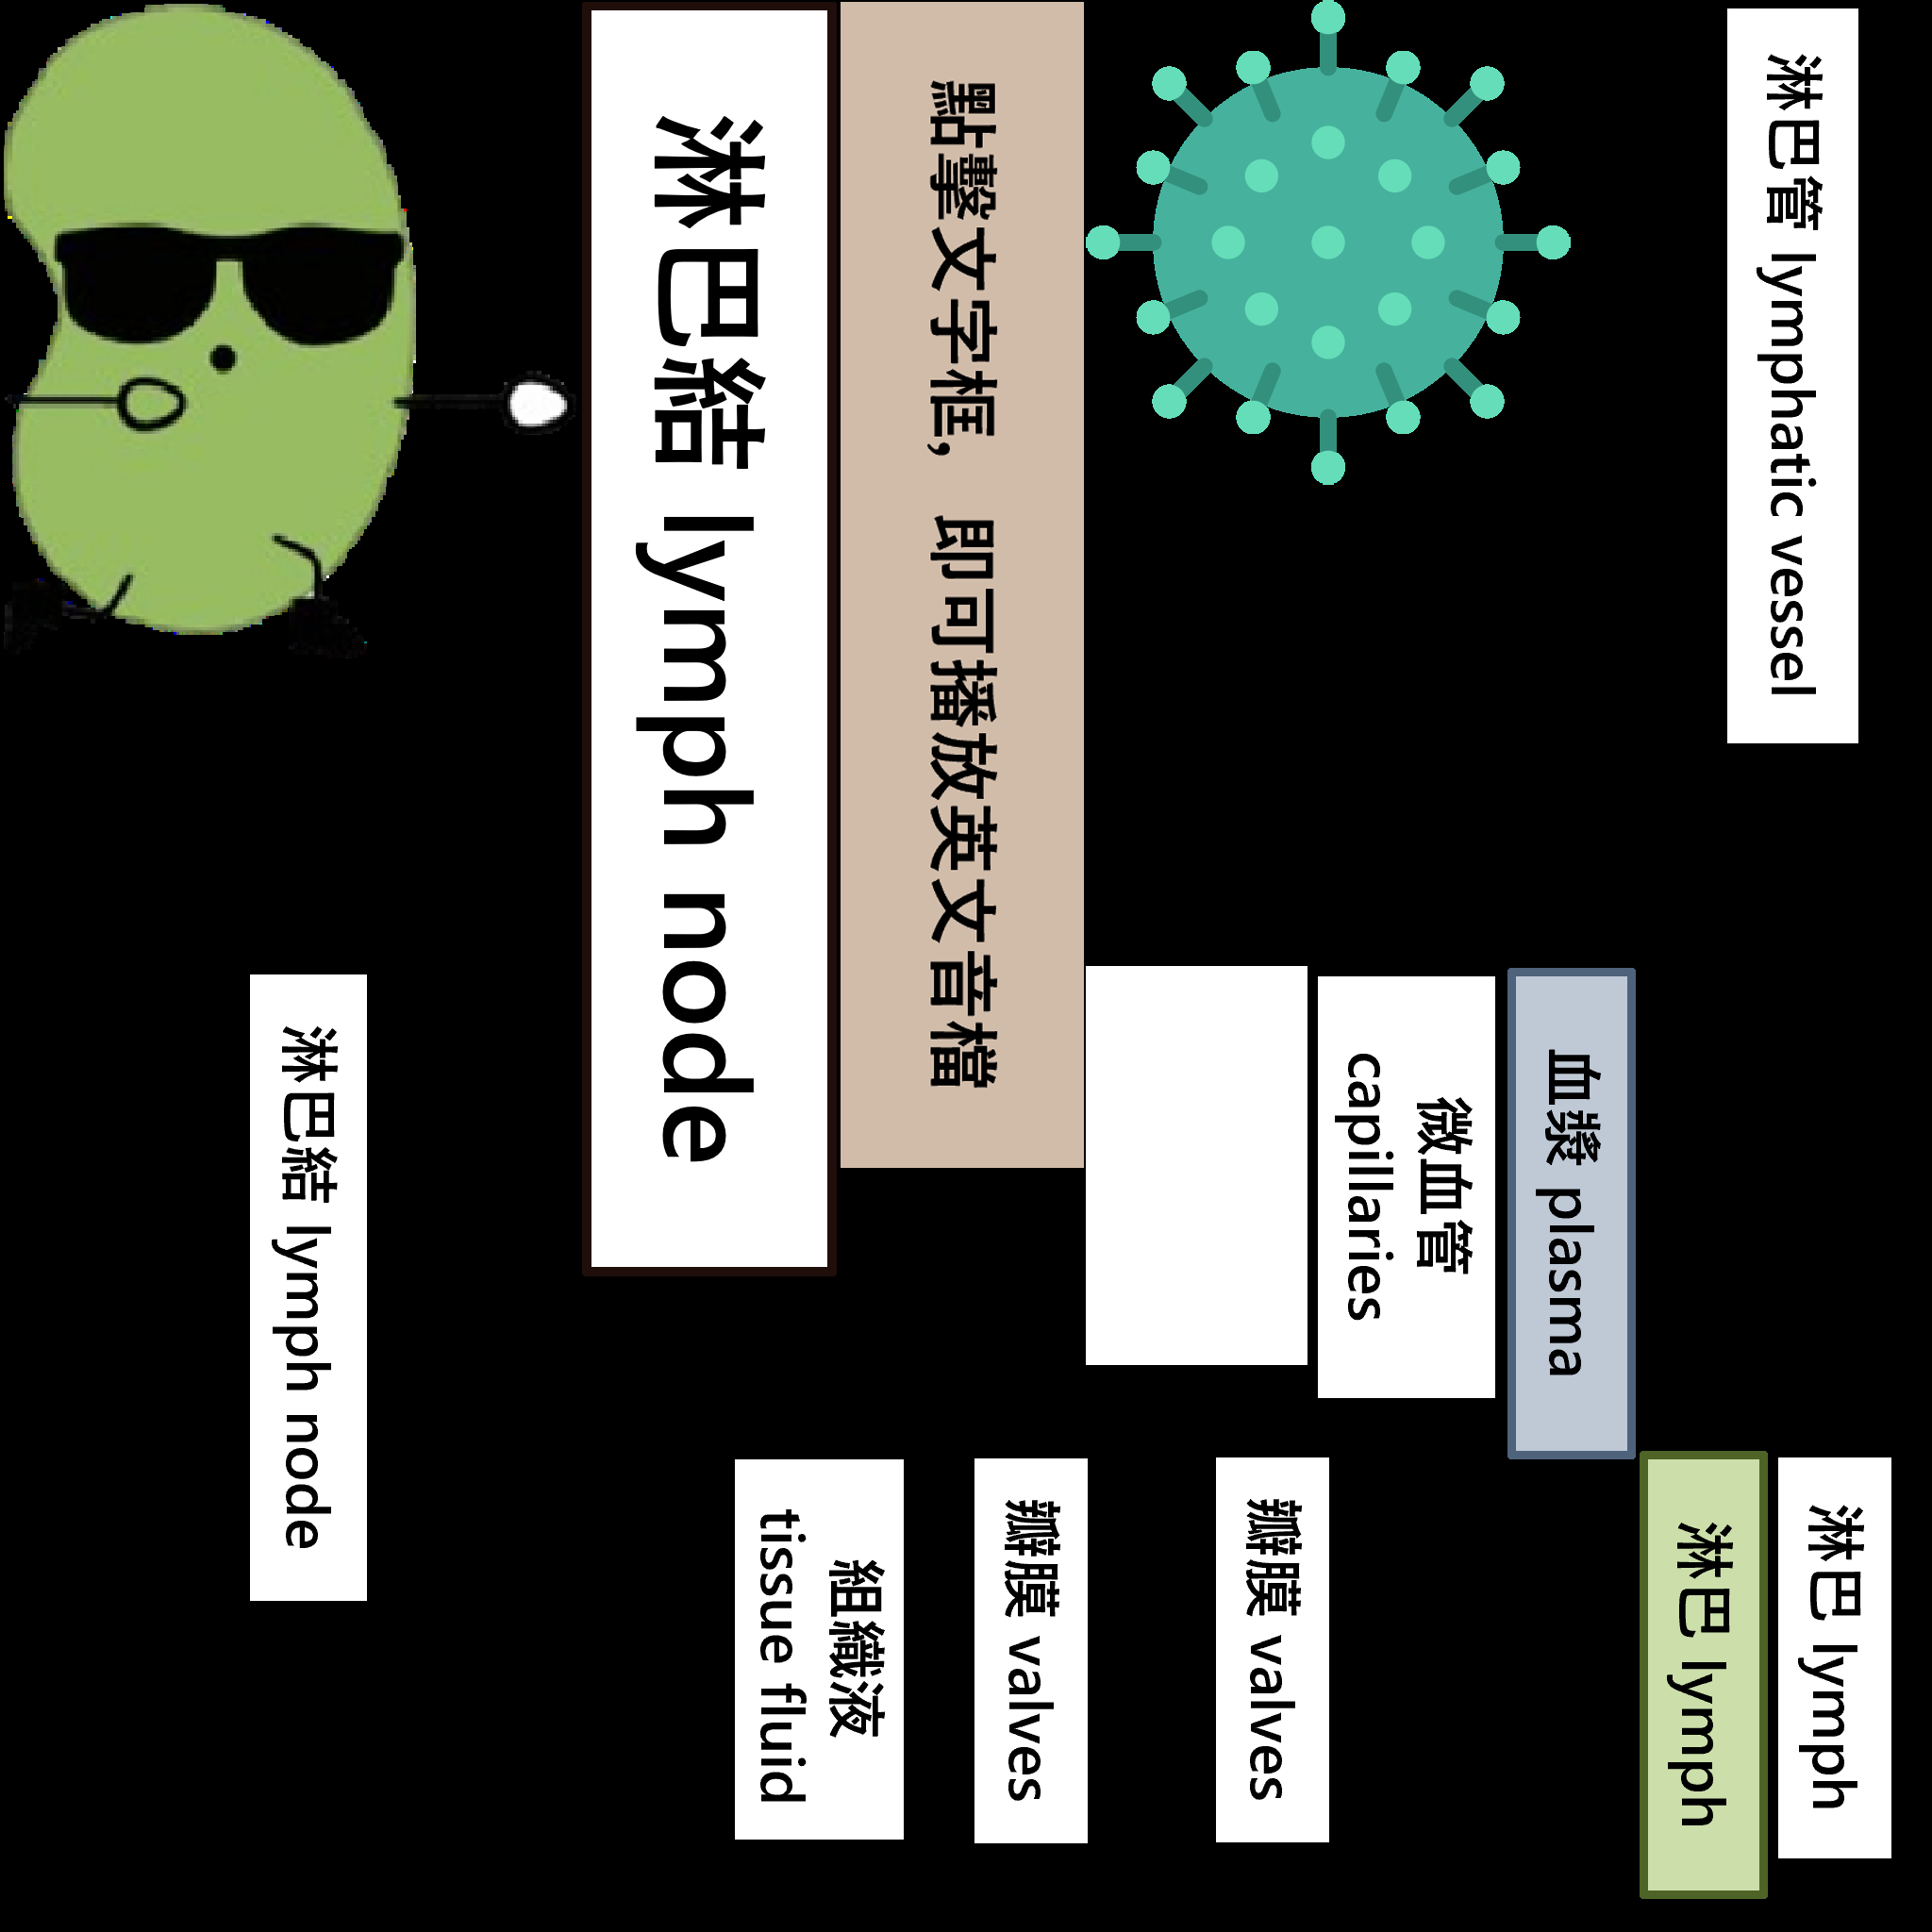 淋巴結 lymph node
點擊文字框，即可播放英文音檔
淋巴管 lymphatic vessel
淋巴結 lymph node
微血管
capillaries
血漿 plasma
組織液
tissue fluid
瓣膜 valves
瓣膜 valves
淋巴 lymph
淋巴 lymph